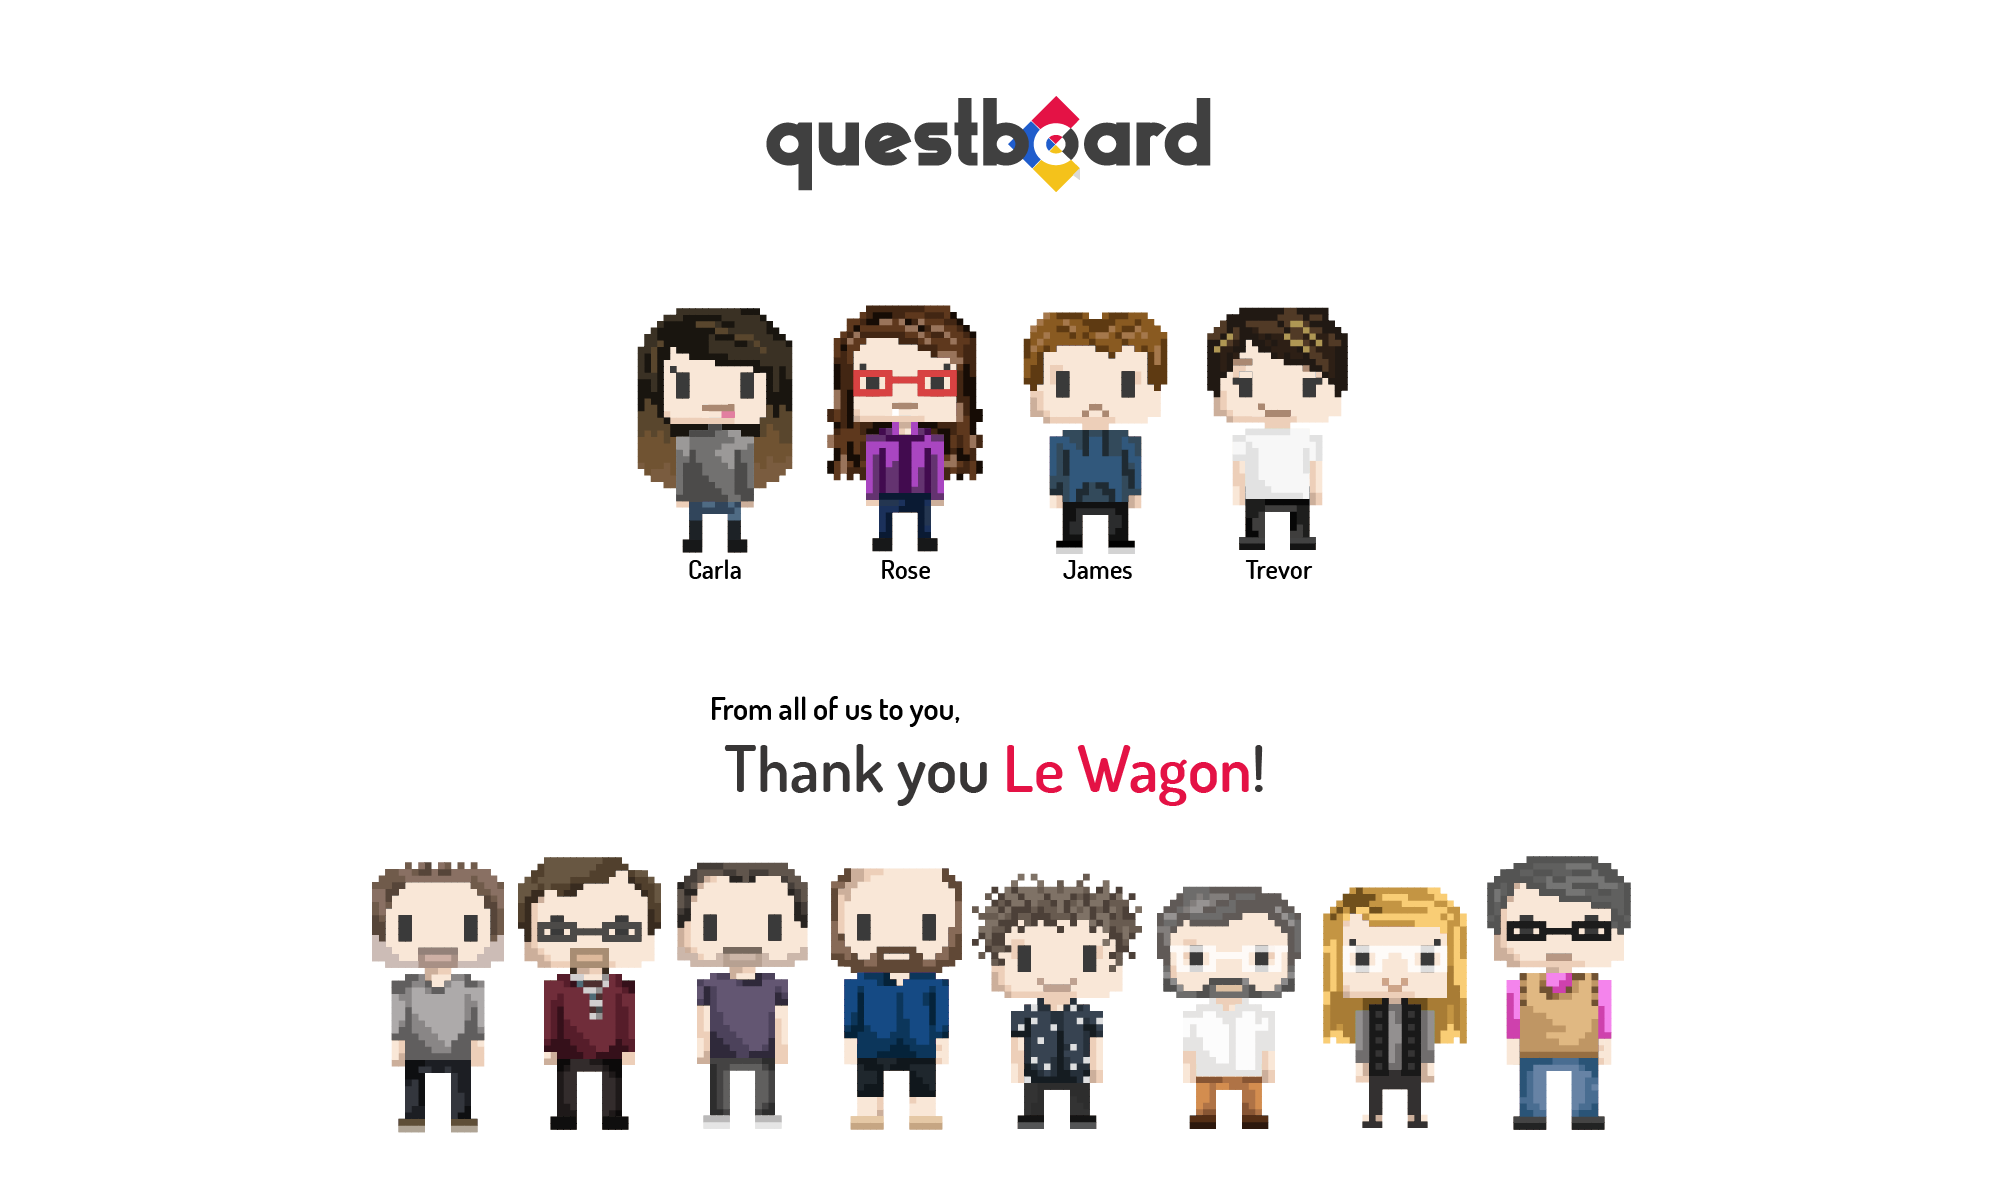 questboard
Carla Rose James Trevor
From all of us to you,
Thank you Le Wagon!